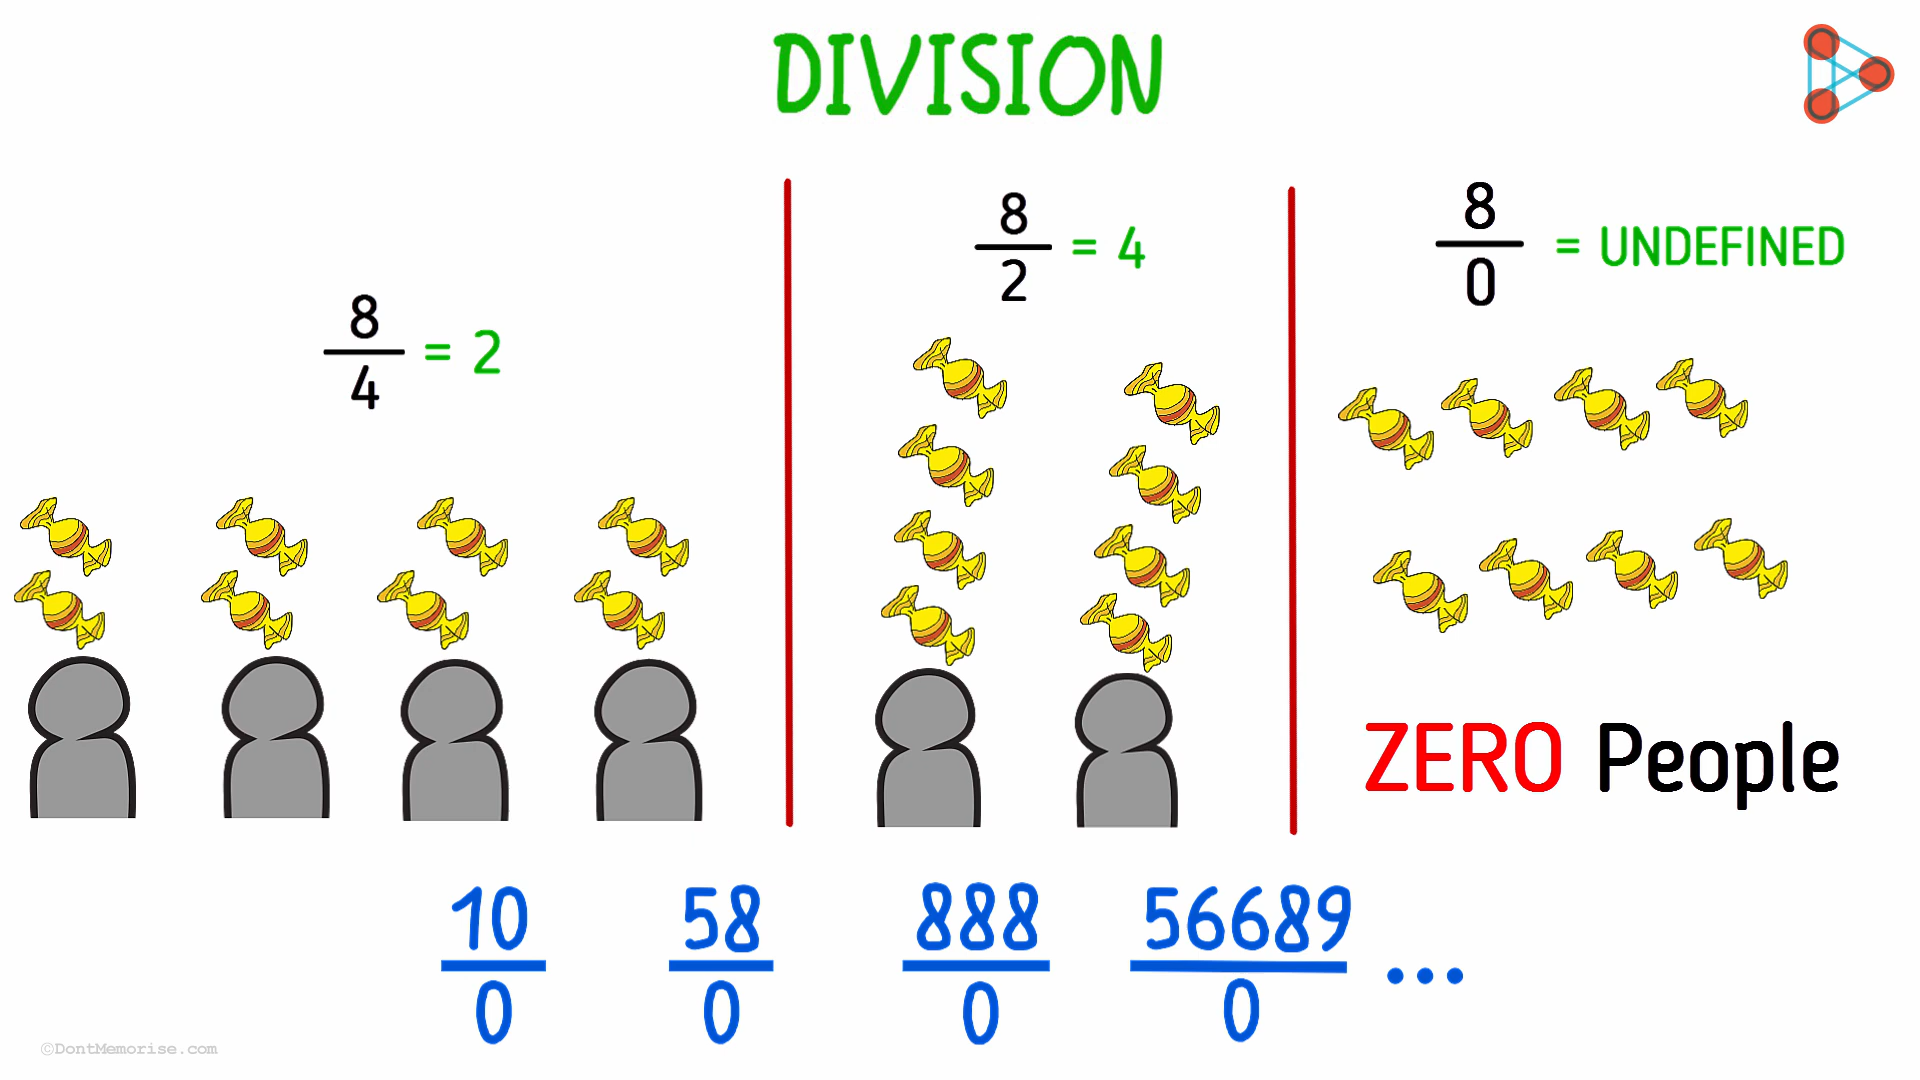 DIVISION
8/4 = 2
8/2 = 4
8/0 = UNDEFINED
ZERO People
10/0 58/0 888/0 56689/0 ...
©DontMemorise.com